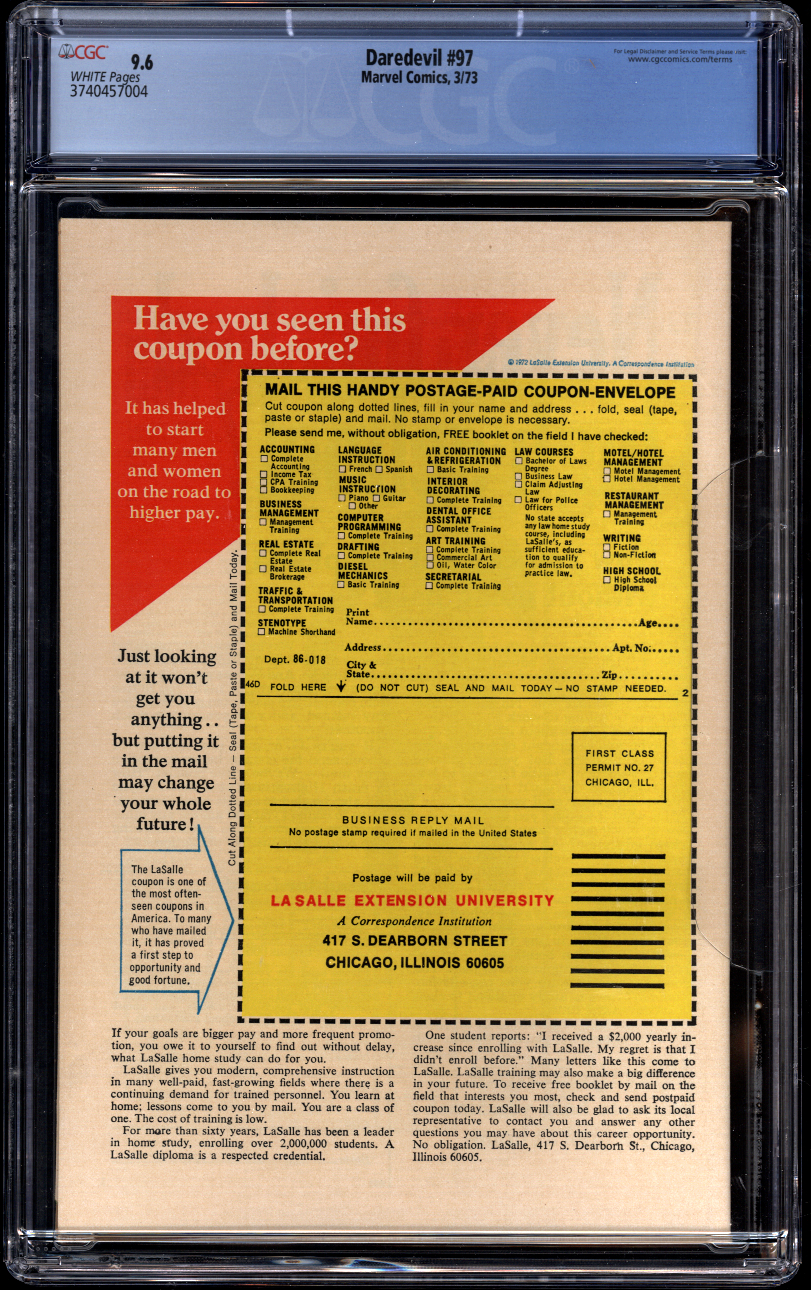 CGC
9.6
WHITE Pages
3740457004
Daredevil #97
Marvel Comics, 3/73
For Legal Disclaimer and Service Terms please visit:
www.cgccomics.com/terms
CGC
Have you seen this
coupon before?
© 1972 LaSalle Extension University. A Correspondence Institution
It has helped
to start
many men
and women
on the road to
higher pay.
Just looking
at it won't
get you
anything . .
but putting it
in the mail
may change
your whole
future!
The LaSalle
coupon is one of
the most often-
seen coupons in
America. To many
who have mailed
it, it has proved
a first step to
opportunity and
good fortune.
Cut Along Dotted Line — Seal (Tape, Paste or Staple) and Mail Today.
MAIL THIS HANDY POSTAGE-PAID COUPON-ENVELOPE
Cut coupon along dotted lines, fill in your name and address . . . fold, seal (tape,
paste or staple) and mail. No stamp or envelope is necessary.
Please send me, without obligation, FREE booklet on the field I have checked:
ACCOUNTING
☐ Complete
Accounting
☐ Income Tax
☐ CPA Training
☐ Bookkeeping
BUSINESS
MANAGEMENT
☐ Management
Training
REAL ESTATE
☐ Complete Real
Estate
☐ Real Estate
Brokerage
TRAFFIC &
TRANSPORTATION
☐ Complete Training
STENOTYPE
☐ Machine Shorthand
LANGUAGE
INSTRUCTION
☐ French ☐ Spanish
MUSIC
INSTRUCTION
☐ Piano ☐ Guitar
☐ Other
COMPUTER
PROGRAMMING
☐ Complete Training
DRAFTING
☐ Complete Training
DIESEL
MECHANICS
☐ Basic Training
AIR CONDITIONING
& REFRIGERATION
☐ Basic Training
INTERIOR
DECORATING
☐ Complete Training
DENTAL OFFICE
ASSISTANT
☐ Complete Training
ART TRAINING
☐ Complete Training
☐ Commercial Art
☐ Oil, Water Color
SECRETARIAL
☐ Complete Training
LAW COURSES
☐ Bachelor of Laws
Degree
☐ Business Law
☐ Claim Adjusting
Law
☐ Law for Police
Officers
No state accepts
any law home study
course, including
LaSalle's, as
sufficient educa-
tion to qualify
for admission to
practice law.
MOTEL/HOTEL
MANAGEMENT
☐ Motel Management
☐ Hotel Management
RESTAURANT
MANAGEMENT
☐ Management
Training
WRITING
☐ Fiction
☐ Non-Fiction
HIGH SCHOOL
☐ High School
Diploma
Print
Name..........Age....
Address..........Apt. No:.....
Dept. 86-018
City &
State..........Zip..........
46D FOLD HERE ↓ (DO NOT CUT) SEAL AND MAIL TODAY — NO STAMP NEEDED. 2
FIRST CLASS
PERMIT NO. 27
CHICAGO, ILL.
BUSINESS REPLY MAIL
No postage stamp required if mailed in the United States
Postage will be paid by
LA SALLE EXTENSION UNIVERSITY
A Correspondence Institution
417 S. DEARBORN STREET
CHICAGO, ILLINOIS 60605
If your goals are bigger pay and more frequent promo-
tion, you owe it to yourself to find out without delay,
what LaSalle home study can do for you.
LaSalle gives you modern, comprehensive instruction
in many well-paid, fast-growing fields where there is a
continuing demand for trained personnel. You learn at
home; lessons come to you by mail. You are a class of
one. The cost of training is low.
For more than sixty years, LaSalle has been a leader
in home study, enrolling over 2,000,000 students. A
LaSalle diploma is a respected credential.
One student reports: "I received a $2,000 yearly in-
crease since enrolling with LaSalle. My regret is that I
didn't enroll before." Many letters like this come to
LaSalle. LaSalle training may also make a big difference
in your future. To receive free booklet by mail on the
field that interests you most, check and send postpaid
coupon today. LaSalle will also be glad to ask its local
representative to contact you and answer any other
questions you may have about this career opportunity.
No obligation. LaSalle, 417 S. Dearborn St., Chicago,
Illinois 60605.